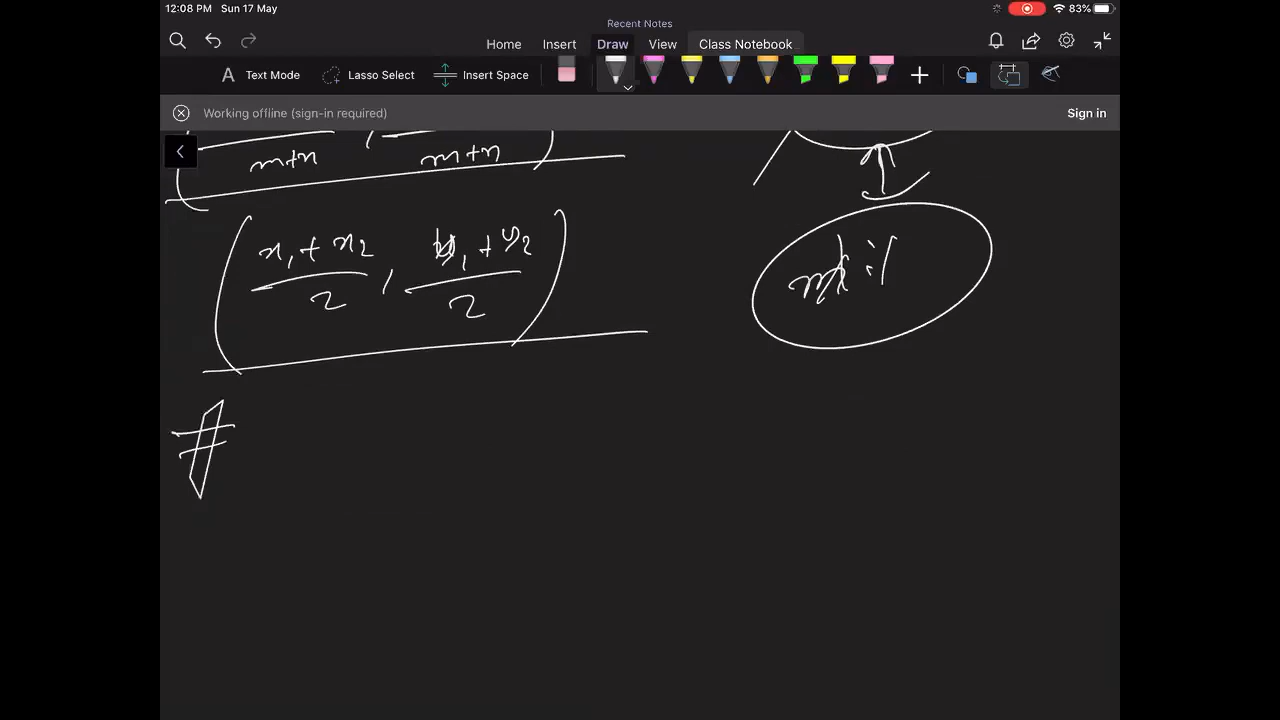 12:08 PM Sun 17 May
83%
Recent Notes
Home Insert Draw View Class Notebook
A Text Mode Lasso Select Insert Space
Working offline (sign-in required)
Sign in
m+n , m+n )
( x₁ + x₂ / 2 , y₁ + y₂ / 2 )
#